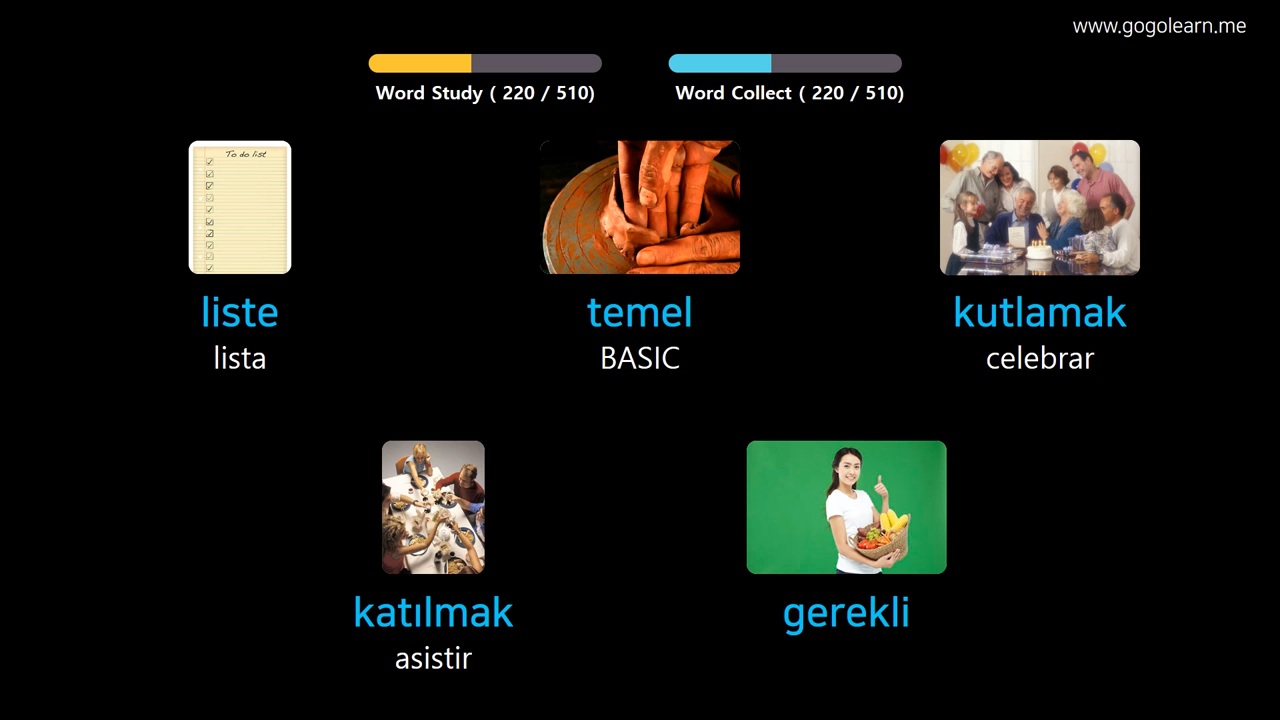 www.gogolearn.me
Word Study ( 220 / 510)
Word Collect ( 220 / 510)
To do list
liste
lista
temel
BASIC
kutlamak
celebrar
katılmak
asistir
gerekli